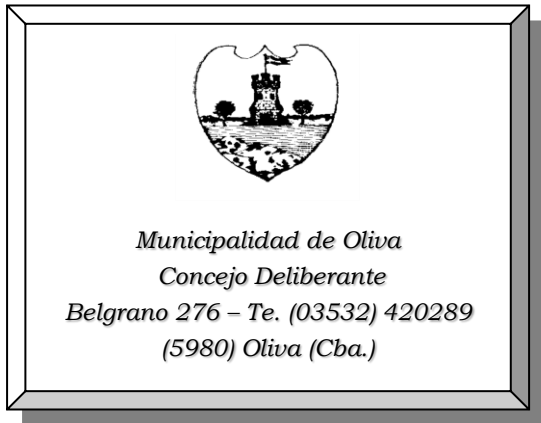 Municipalidad de Oliva
Concejo Deliberante
Belgrano 276 – Te. (03532) 420289
(5980) Oliva (Cba.)